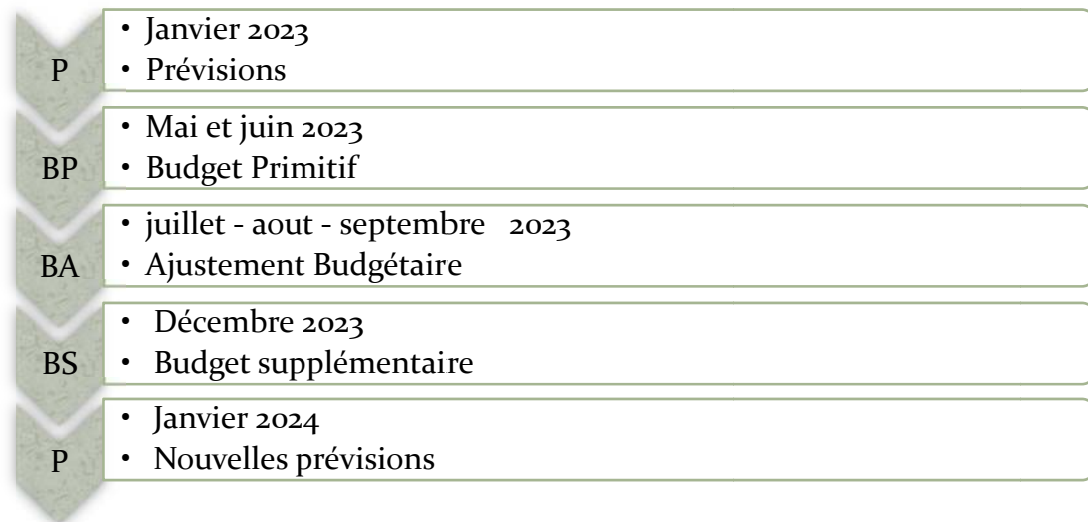 P
• Janvier 2023
• Prévisions
BP
• Mai et juin 2023
• Budget Primitif
BA
• juillet - aout - septembre 2023
• Ajustement Budgétaire
BS
• Décembre 2023
• Budget supplémentaire
P
• Janvier 2024
• Nouvelles prévisions